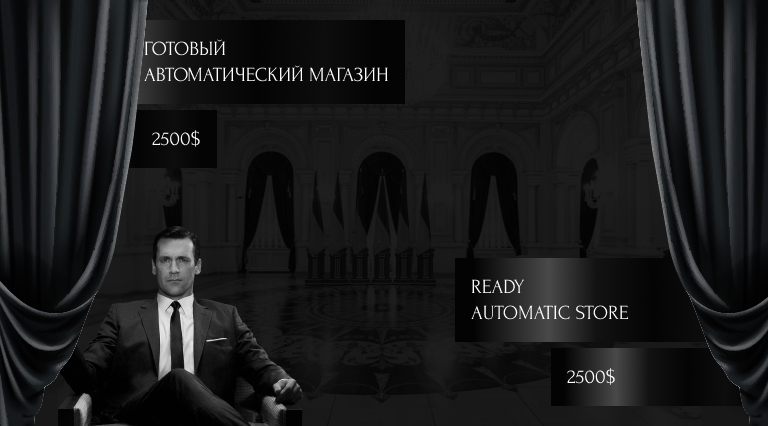 ГОТОВЫЙ
АВТОМАТИЧЕСКИЙ МАГАЗИН
2500$
READY
AUTOMATIC STORE
2500$